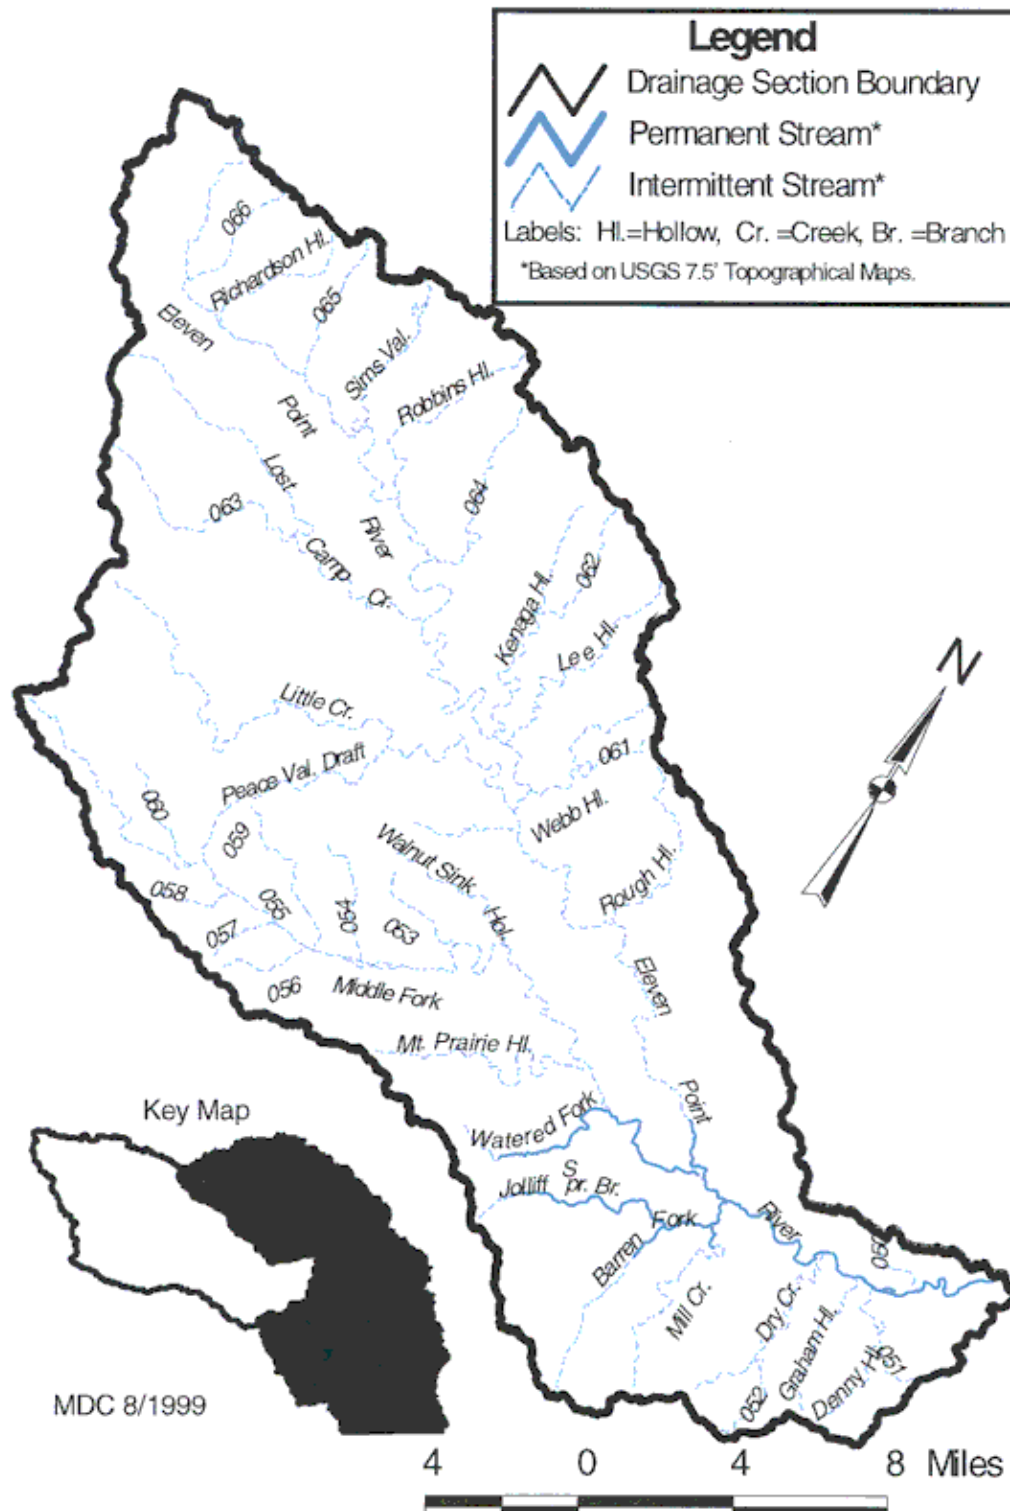 Legend
Drainage Section Boundary
Permanent Stream*
Intermittent Stream*
Labels: Hl.=Hollow, Cr. =Creek, Br. =Branch
*Based on USGS 7.5' Topographical Maps.
066
Richardson Hl.
065
Eleven
Sims Val.
Robbins Hl.
Point
Lost
063
064
River
Camp Cr.
062
Kenaga Hl.
Lee Hl.
N
Little Cr.
061
Peace Val. Draft
060
Webb Hl.
059
Walnut Sink Hol.
Rough Hl.
058
055
054
053
057
Eleven
056
Middle Fork
Mt. Prairie Hl.
Point
Key Map
Watered Fork
Jolliff Spr. Br.
Fork
River
Barren
050
Mill Cr.
Dry Cr.
Graham Hl.
051
Denny Hl.
052
MDC 8/1999
4 0 4 8 Miles